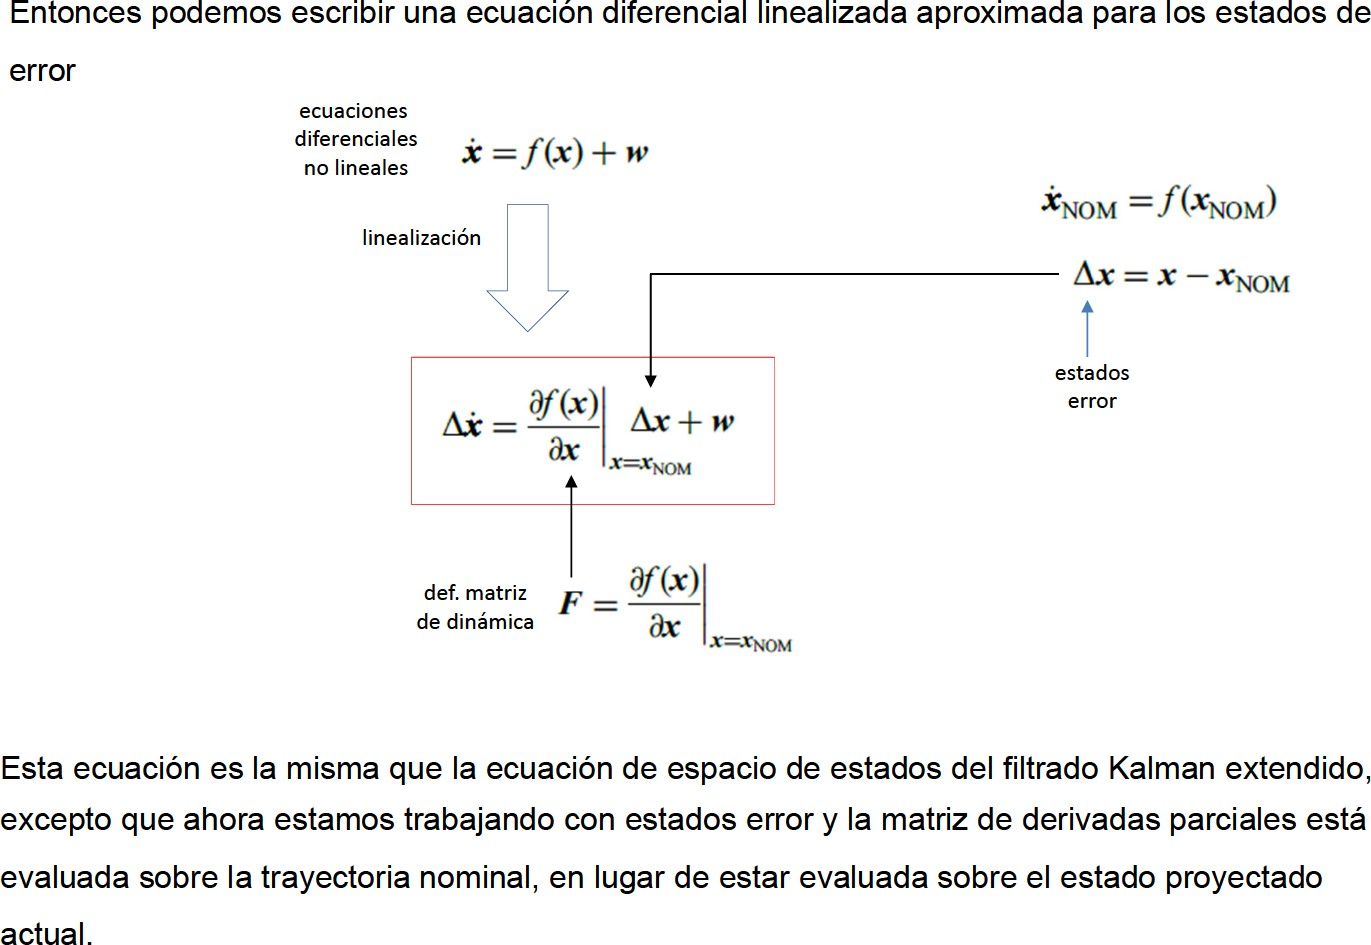 Entonces podemos escribir una ecuación diferencial linealizada aproximada para los estados de
error
ecuaciones
diferenciales
no lineales
ẋ = f(x) + w
ẋ_NOM = f(x_NOM)
linealización
Δx = x − x_NOM
estados
error
Δẋ = ∂f(x)/∂x |_{x=x_NOM} Δx + w
def. matriz
de dinámica
F = ∂f(x)/∂x |_{x=x_NOM}
Esta ecuación es la misma que la ecuación de espacio de estados del filtrado Kalman extendido,
excepto que ahora estamos trabajando con estados error y la matriz de derivadas parciales está
evaluada sobre la trayectoria nominal, en lugar de estar evaluada sobre el estado proyectado
actual.